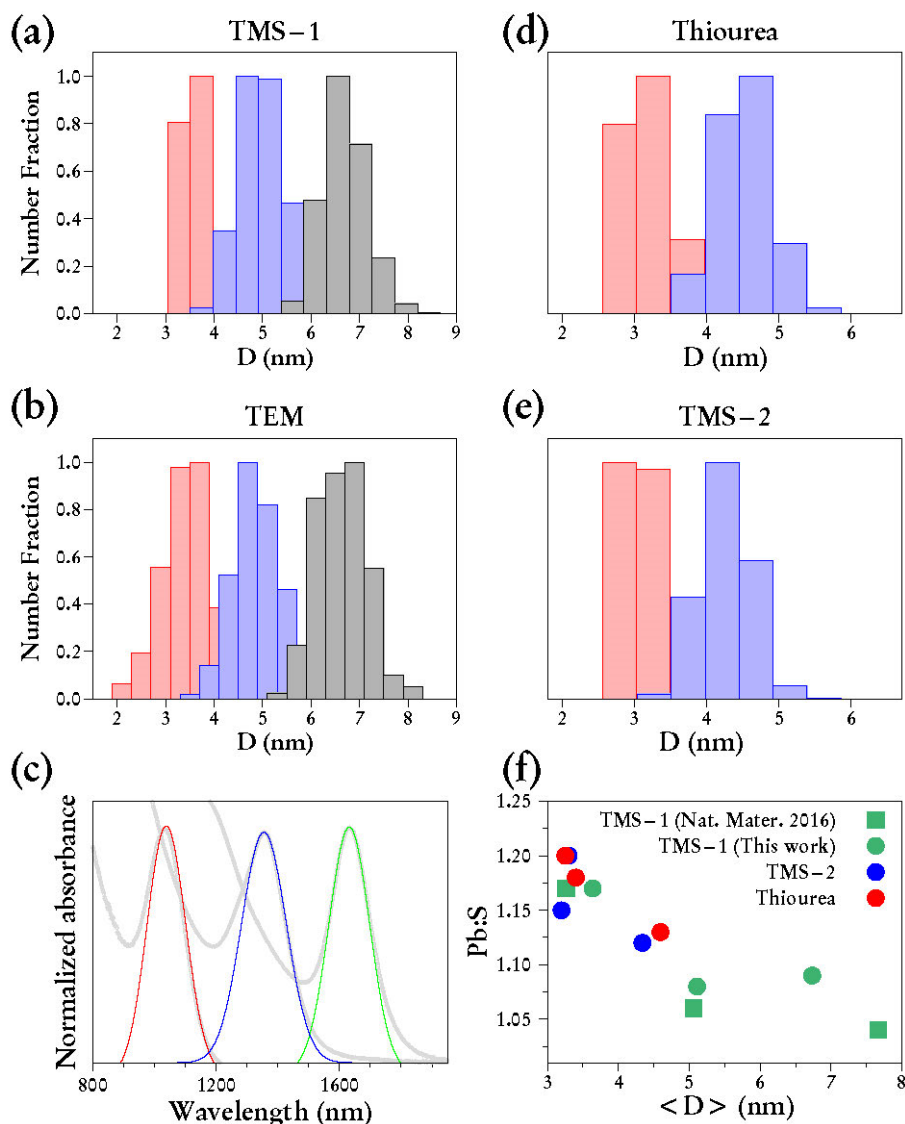 (a)
TMS-1
Number Fraction
1.0
0.8
0.6
0.4
0.2
0.0
2 3 4 5 6 7 8 9
D (nm)
(d)
Thiourea
2 3 4 5 6
D (nm)
(b)
TEM
Number Fraction
1.0
0.8
0.6
0.4
0.2
0.0
2 3 4 5 6 7 8 9
D (nm)
(e)
TMS-2
2 3 4 5 6
D (nm)
(c)
Normalized absorbance
800 1200 1600
Wavelength (nm)
(f)
Pb:S
1.25
1.20
1.15
1.10
1.05
TMS-1 (Nat. Mater. 2016)
TMS-1 (This work)
TMS-2
Thiourea
3 4 5 6 7 8
<D> (nm)